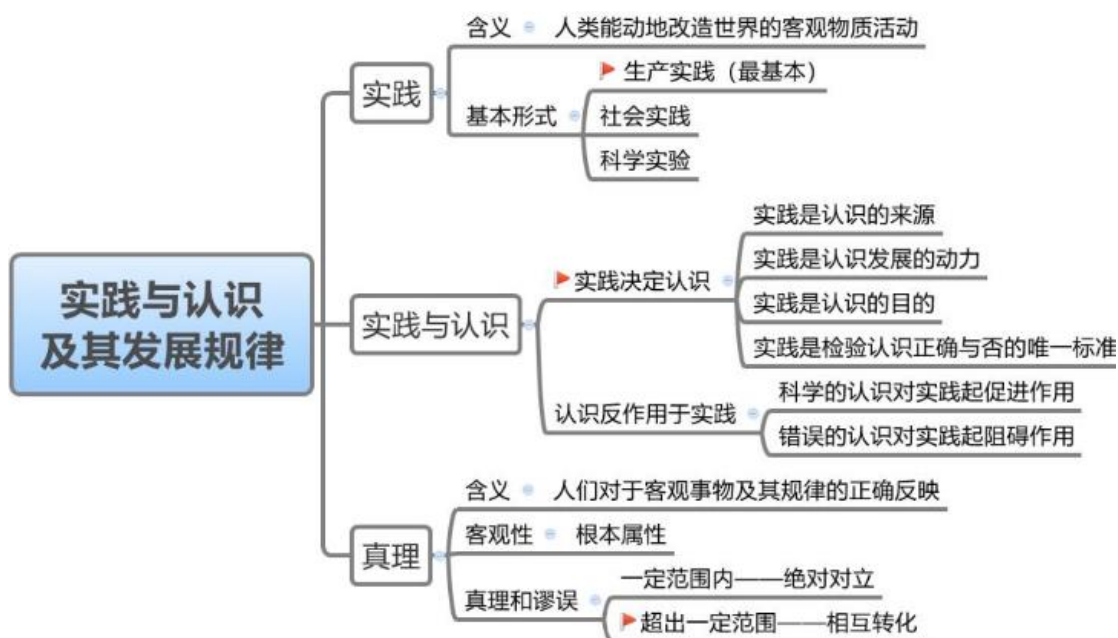 实践与认识
及其发展规律
实践
含义
人类能动地改造世界的客观物质活动
基本形式
生产实践（最基本）
社会实践
科学实验
实践与认识
实践决定认识
实践是认识的来源
实践是认识发展的动力
实践是认识的目的
实践是检验认识正确与否的唯一标准
认识反作用于实践
科学的认识对实践起促进作用
错误的认识对实践起阻碍作用
真理
含义
人们对于客观事物及其规律的正确反映
客观性
根本属性
真理和谬误
一定范围内——绝对对立
超出一定范围——相互转化